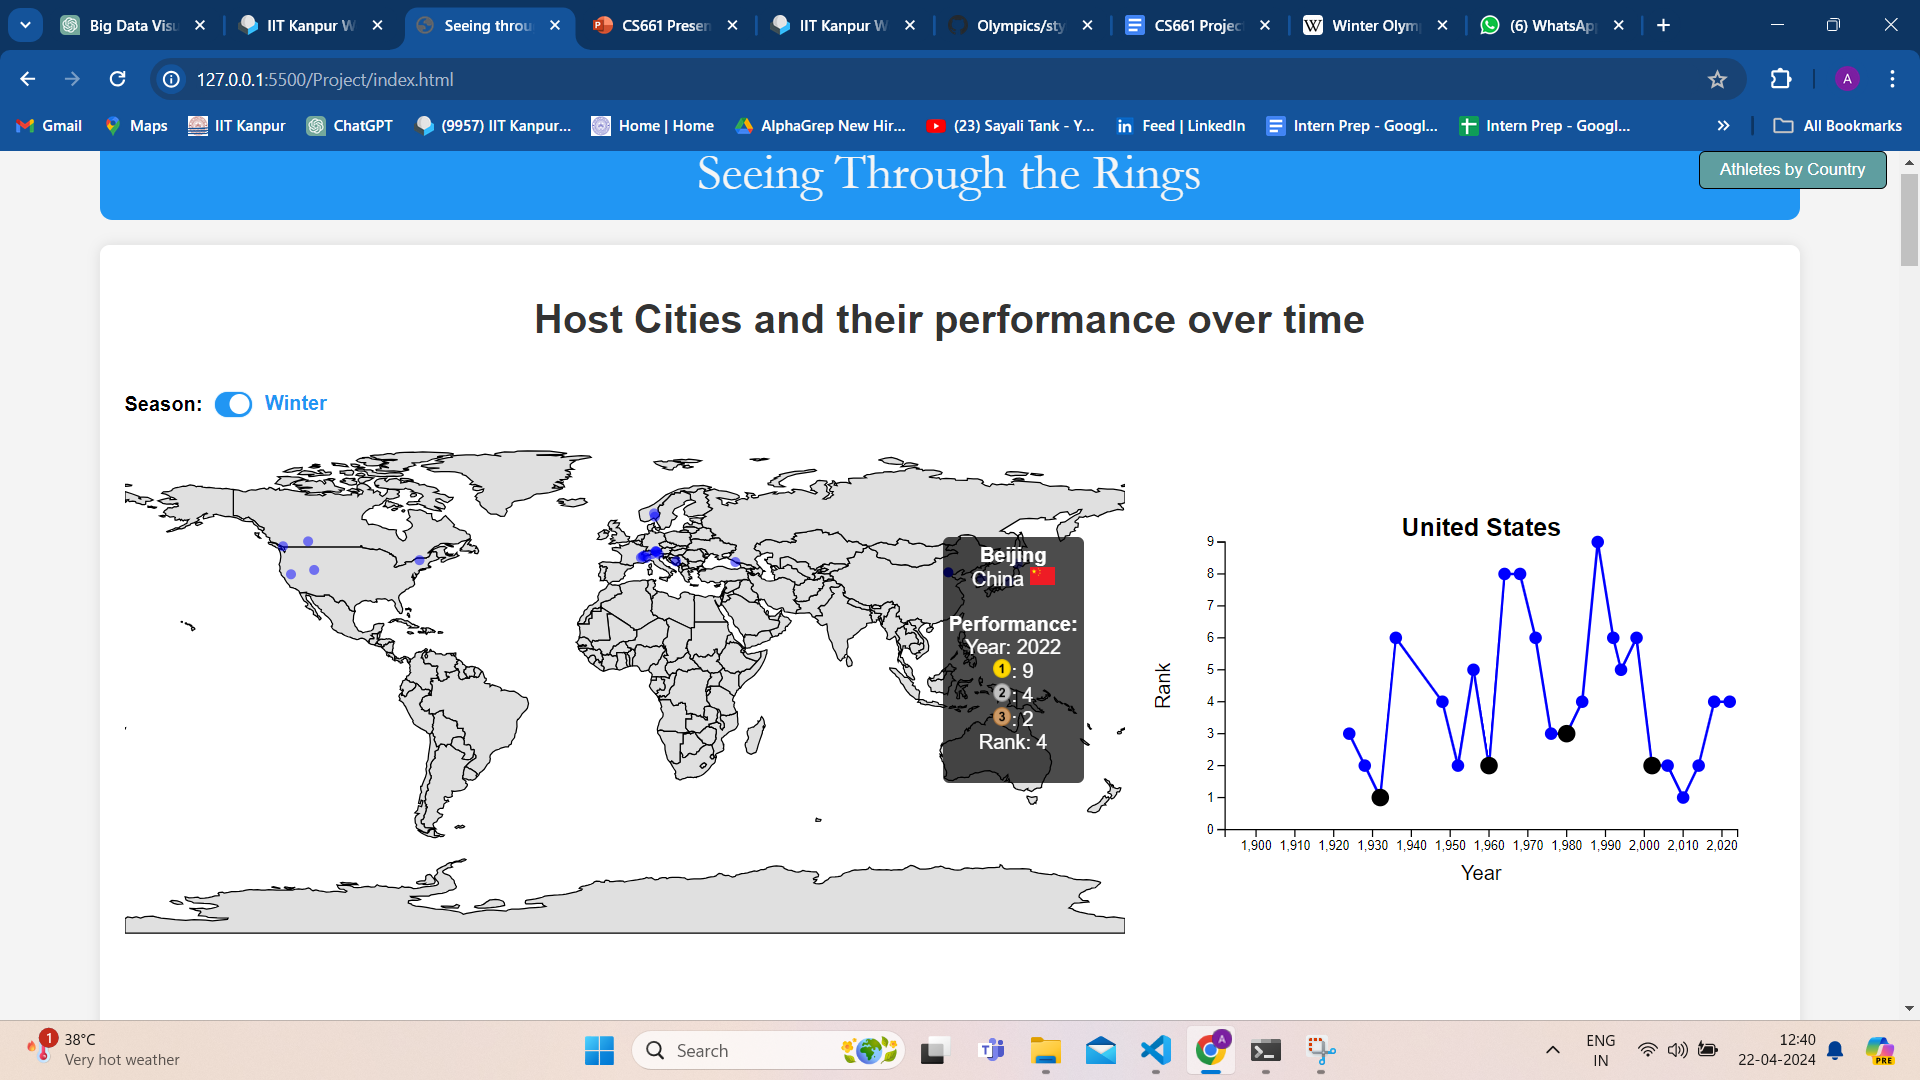 Big Data Visu
IIT Kanpur W
Seeing throu
CS661 Presen
IIT Kanpur W
Olympics/sty
CS661 Projec
Winter Olym
(6) WhatsAp
127.0.0.1:5500/Project/index.html
A
Gmail
Maps
IIT Kanpur
ChatGPT
(9957) IIT Kanpur...
Home | Home
AlphaGrep New Hir...
(23) Sayali Tank - Y...
Feed | LinkedIn
Intern Prep - Googl...
Intern Prep - Googl...
All Bookmarks
Seeing Through the Rings
Athletes by Country
Host Cities and their performance over time
Season: Winter
Beijing
China
Performance:
Year: 2022
1 : 9
2 : 4
3 : 2
Rank: 4
United States
9
8
7
6
5
4
3
2
1
0
Rank
1,900 1,910 1,920 1,930 1,940 1,950 1,960 1,970 1,980 1,990 2,000 2,010 2,020
Year
1
38°C
Very hot weather
Search
A
ENG
IN
12:40
22-04-2024
PRE